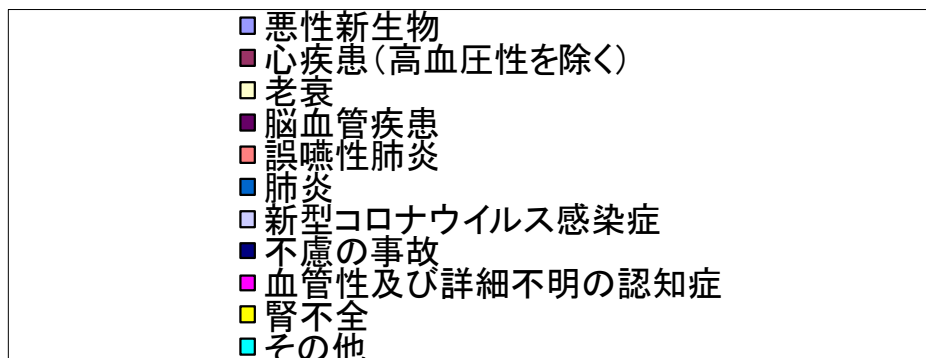 悪性新生物
心疾患（高血圧性を除く）
老衰
脳血管疾患
誤嚥性肺炎
肺炎
新型コロナウイルス感染症
不慮の事故
血管性及び詳細不明の認知症
腎不全
その他